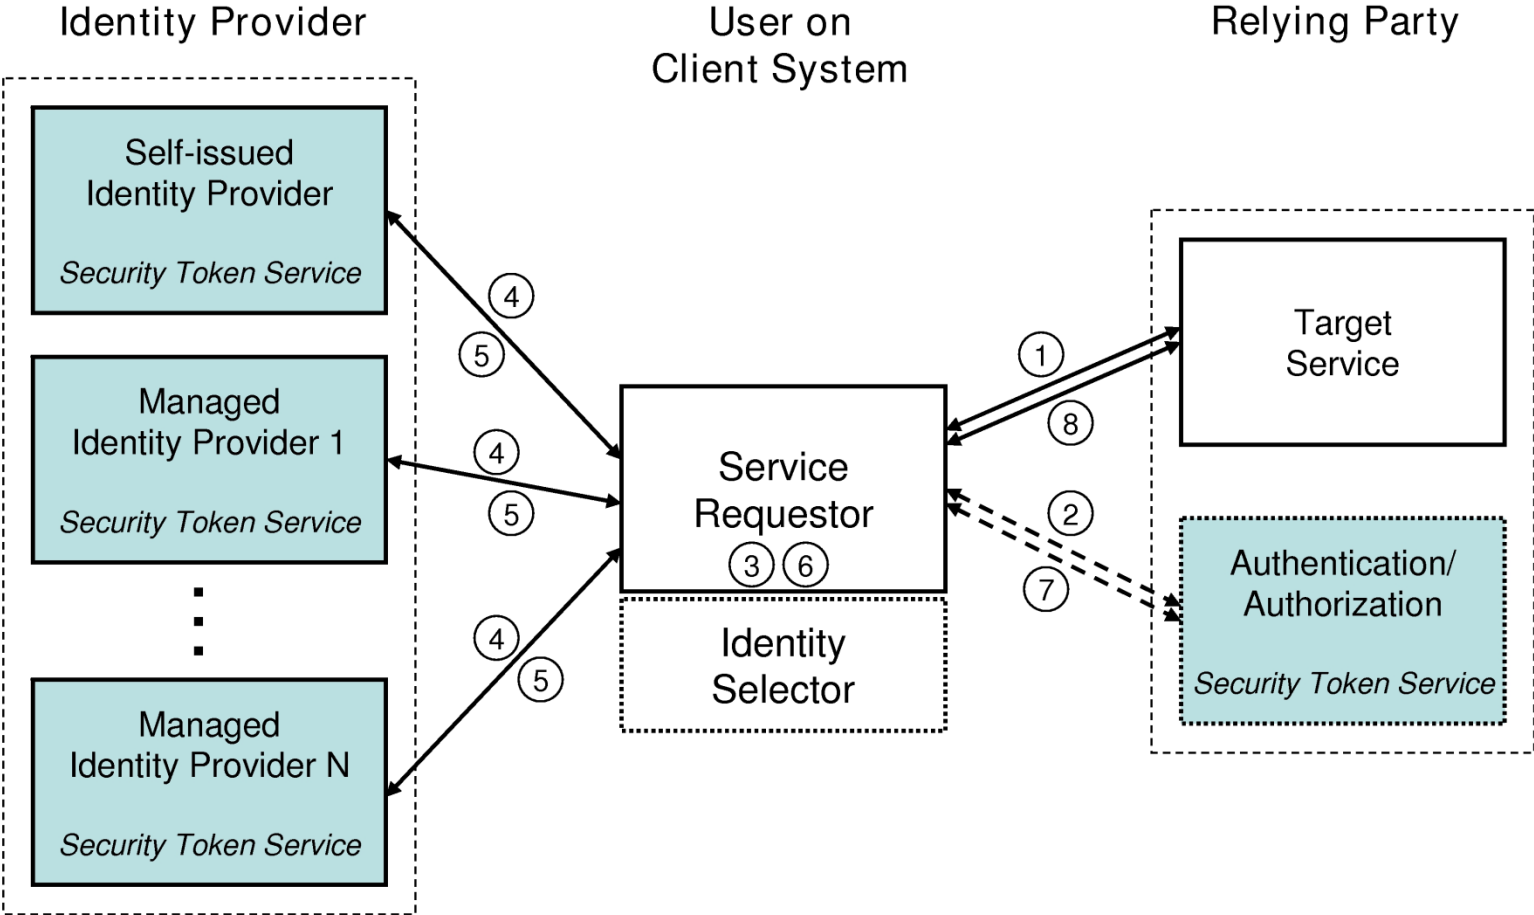 Identity Provider
User on
Client System
Relying Party
Self-issued
Identity Provider
Security Token Service
Managed
Identity Provider 1
Security Token Service
Managed
Identity Provider N
Security Token Service
4
5
4
5
4
5
Service
Requestor
3 6
Identity
Selector
1
8
2
7
Target
Service
Authentication/
Authorization
Security Token Service